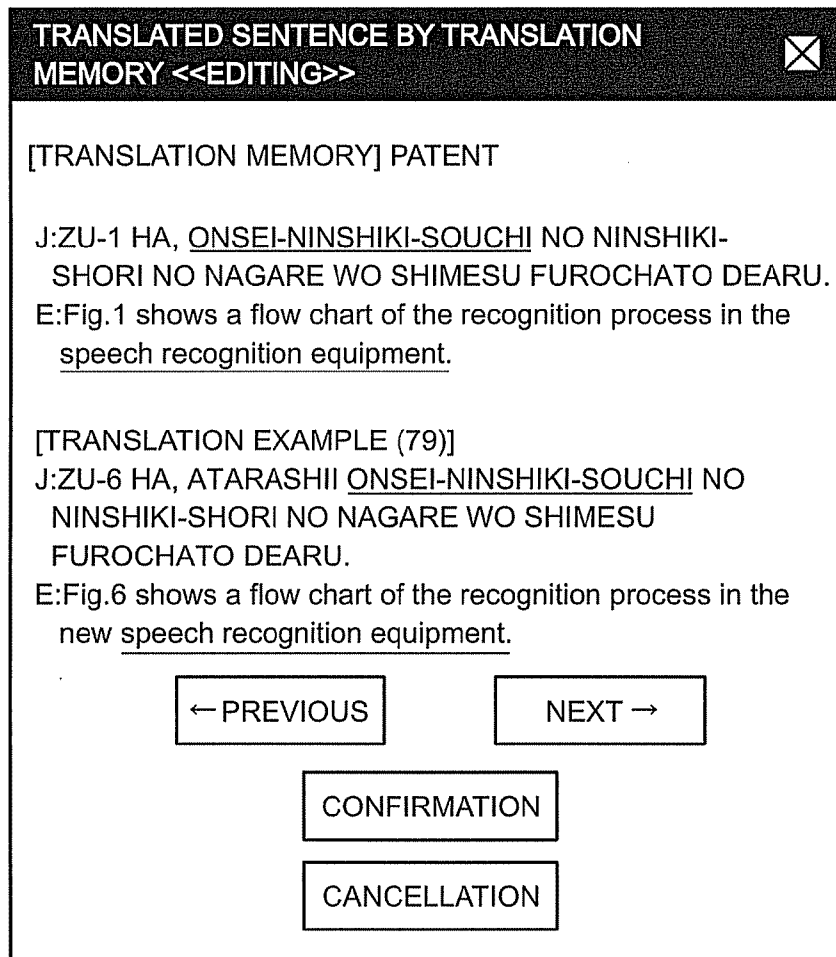 TRANSLATED SENTENCE BY TRANSLATION
MEMORY <<EDITING>>
[TRANSLATION MEMORY] PATENT
J:ZU-1 HA, ONSEI-NINSHIKI-SOUCHI NO NINSHIKI-
SHORI NO NAGARE WO SHIMESU FUROCHATO DEARU.
E:Fig.1 shows a flow chart of the recognition process in the
speech recognition equipment.
[TRANSLATION EXAMPLE (79)]
J:ZU-6 HA, ATARASHII ONSEI-NINSHIKI-SOUCHI NO
NINSHIKI-SHORI NO NAGARE WO SHIMESU
FUROCHATO DEARU.
E:Fig.6 shows a flow chart of the recognition process in the
new speech recognition equipment.
←PREVIOUS
NEXT→
CONFIRMATION
CANCELLATION